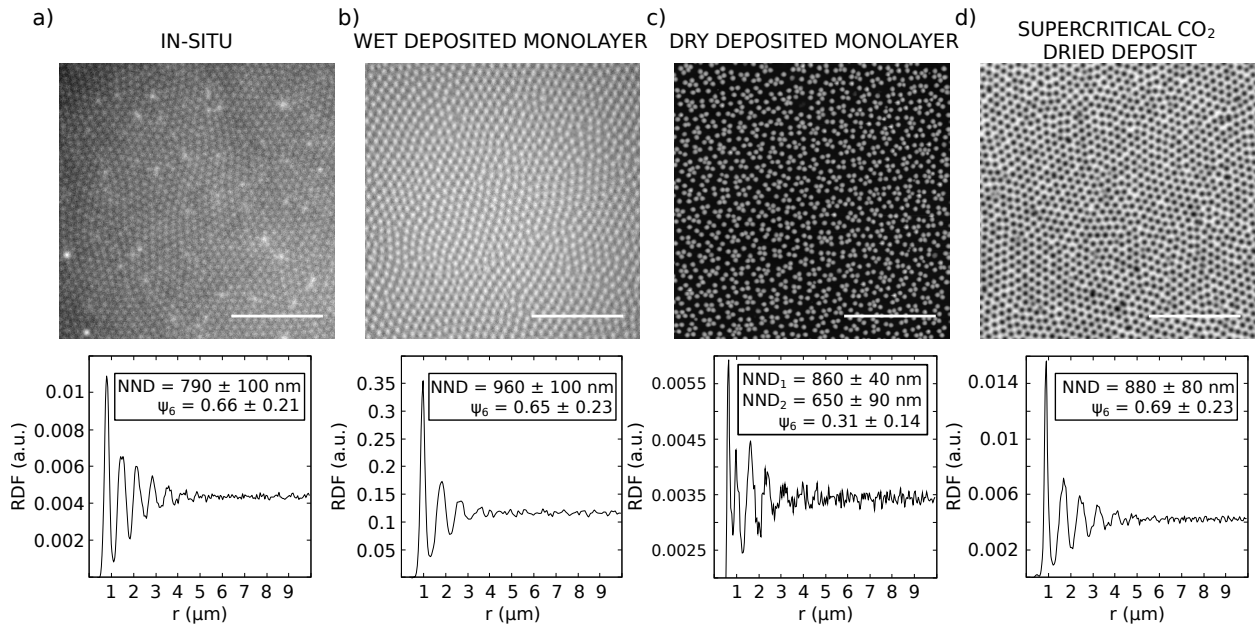 a)
IN-SITU
b)
WET DEPOSITED MONOLAYER
c)
DRY DEPOSITED MONOLAYER
d)
SUPERCRITICAL CO₂
DRIED DEPOSIT
NND = 790 ± 100 nm
ψ₆ = 0.66 ± 0.21
0.01
0.008
0.006
0.004
0.002
RDF (a.u.)
1 2 3 4 5 6 7 8 9
r (μm)
NND = 960 ± 100 nm
ψ₆ = 0.65 ± 0.23
0.35
0.3
0.25
0.2
0.15
0.1
0.05
RDF (a.u.)
1 2 3 4 5 6 7 8 9
r (μm)
NND₁ = 860 ± 40 nm
NND₂ = 650 ± 90 nm
ψ₆ = 0.31 ± 0.14
0.0055
0.0045
0.0035
0.0025
RDF (a.u.)
1 2 3 4 5 6 7 8 9
r (μm)
NND = 880 ± 80 nm
ψ₆ = 0.69 ± 0.23
0.014
0.01
0.006
0.002
RDF (a.u.)
1 2 3 4 5 6 7 8 9
r (μm)